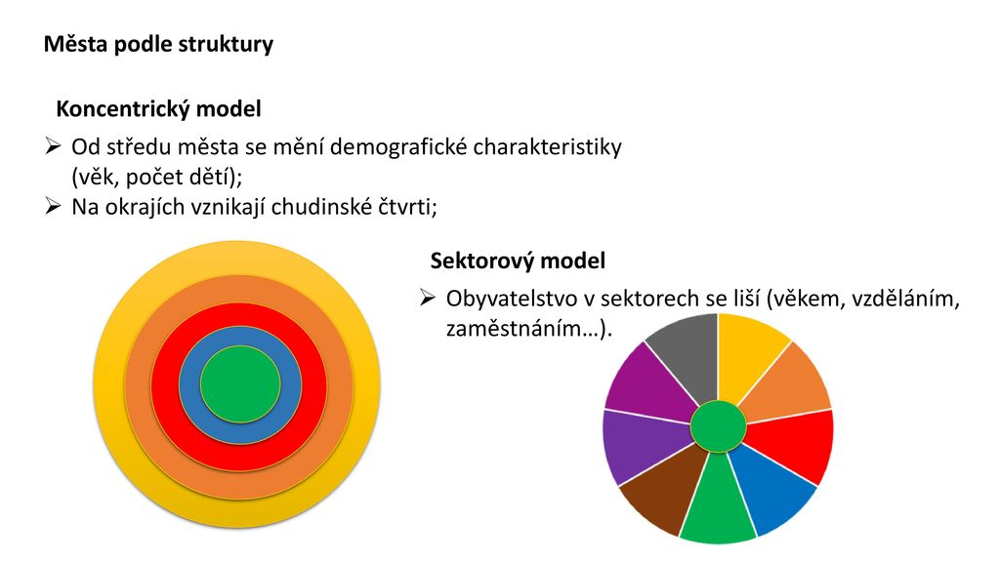 Města podle struktury
Koncentrický model
➢ Od středu města se mění demografické charakteristiky
(věk, počet dětí);
➢ Na okrajích vznikají chudinské čtvrti;
Sektorový model
➢ Obyvatelstvo v sektorech se liší (věkem, vzděláním,
zaměstnáním…).